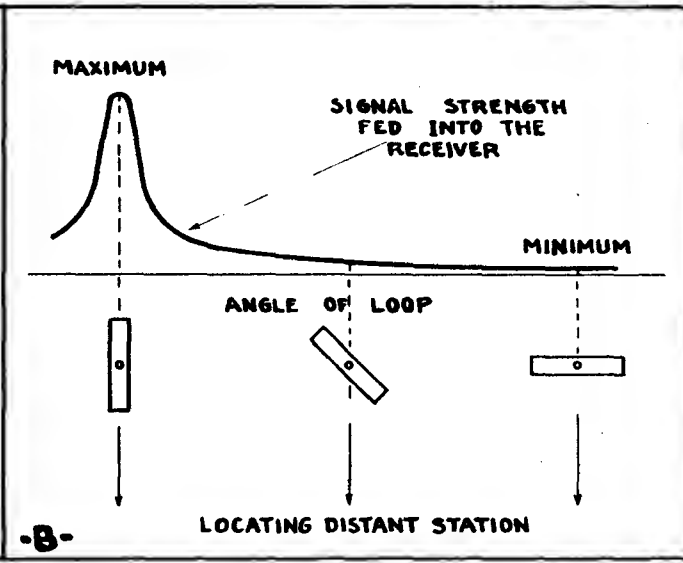 MAXIMUM
SIGNAL STRENGTH
FED INTO THE
RECEIVER
MINIMUM
ANGLE OF LOOP
LOCATING DISTANT STATION
-B-